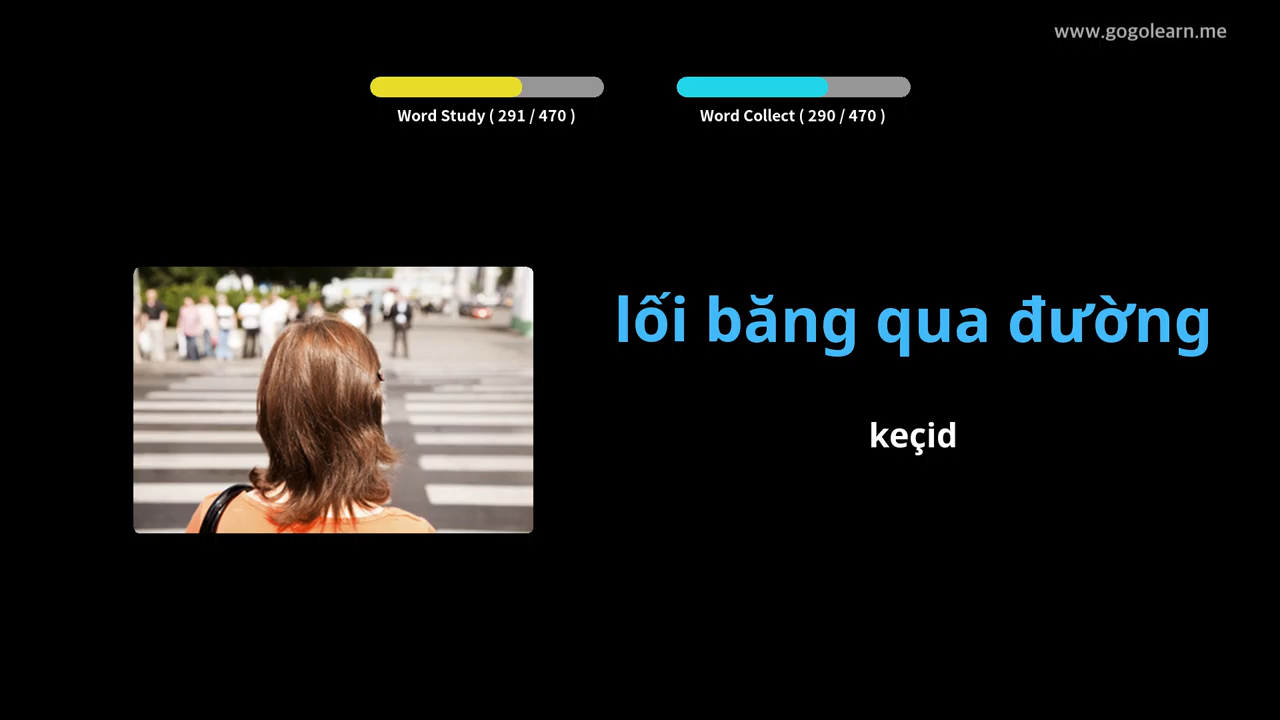 www.gogolearn.me
Word Study ( 291 / 470 )
Word Collect ( 290 / 470 )
lối băng qua đường
keçid